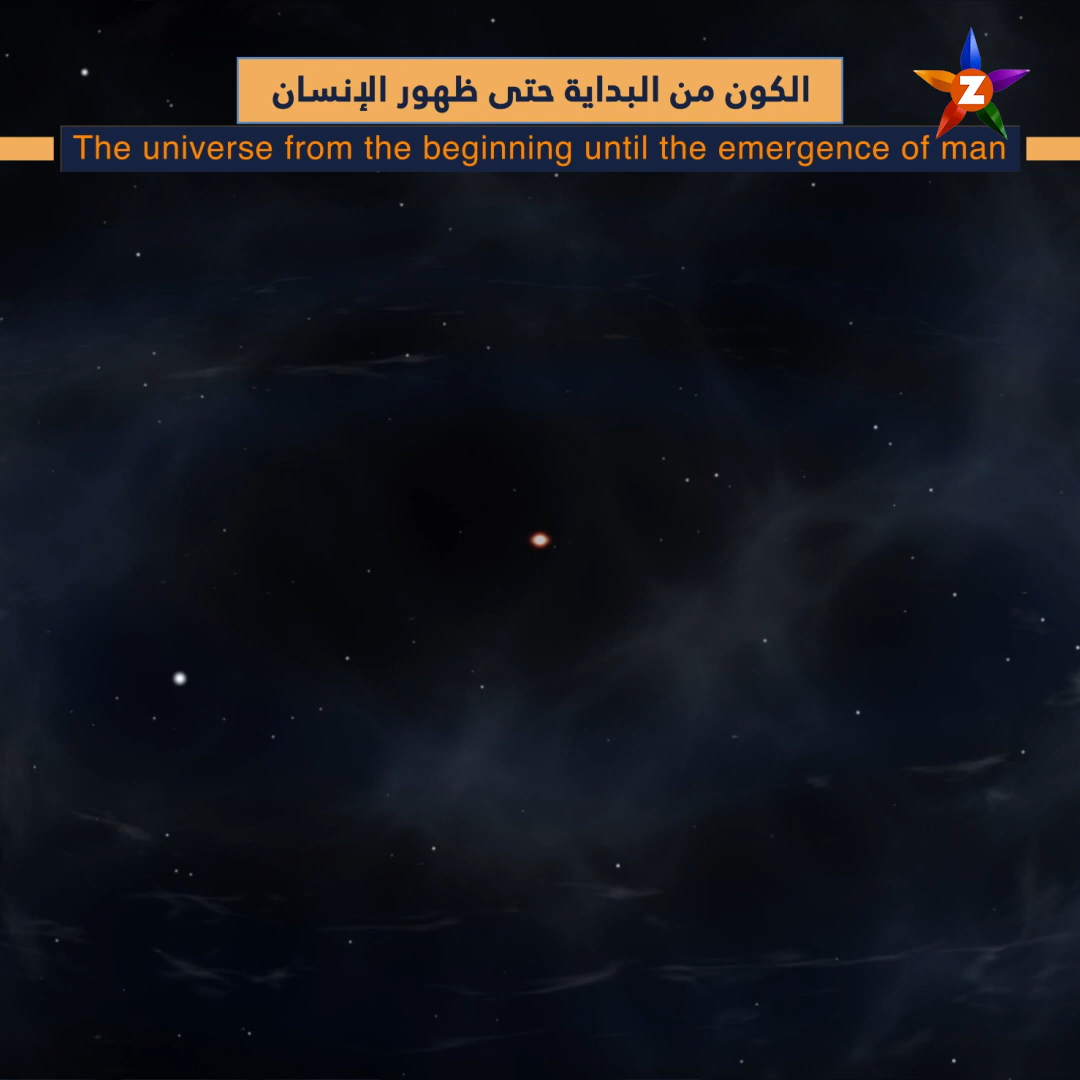 الكون من البداية حتى ظهور الإنسان
The universe from the beginning until the emergence of man
Z